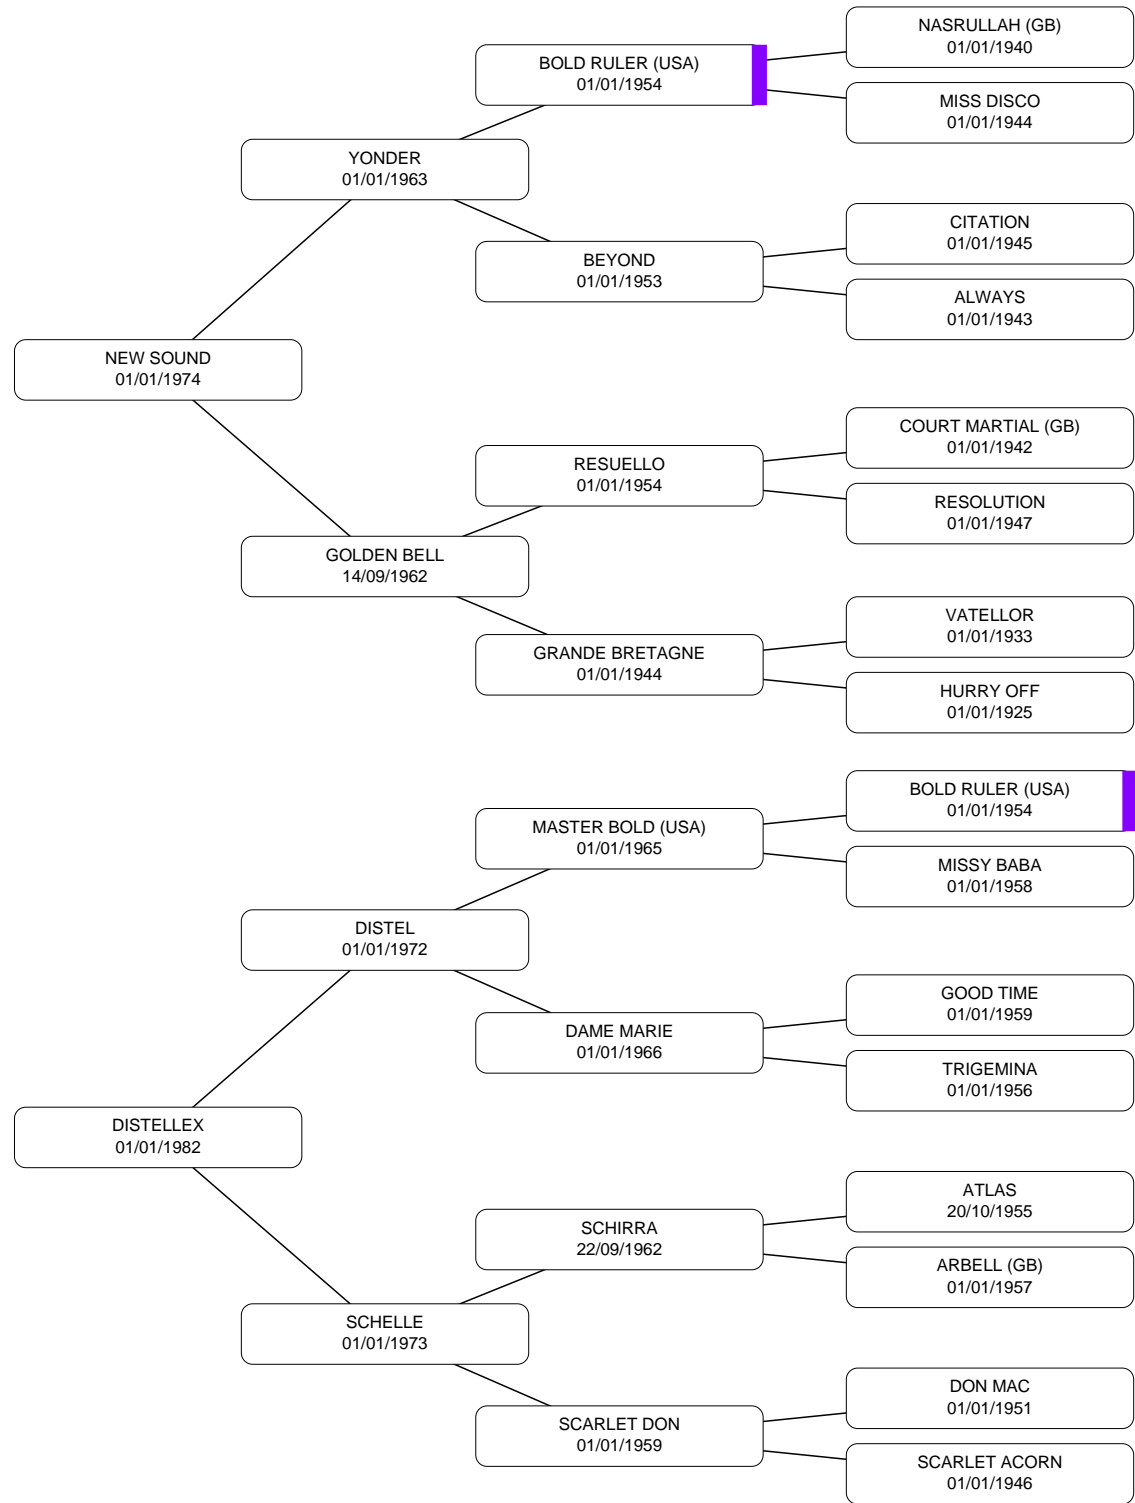 NASRULLAH (GB)
01/01/1940
BOLD RULER (USA)
01/01/1954
MISS DISCO
01/01/1944
YONDER
01/01/1963
CITATION
01/01/1945
BEYOND
01/01/1953
ALWAYS
01/01/1943
NEW SOUND
01/01/1974
COURT MARTIAL (GB)
01/01/1942
RESUELLO
01/01/1954
RESOLUTION
01/01/1947
GOLDEN BELL
14/09/1962
VATELLOR
01/01/1933
GRANDE BRETAGNE
01/01/1944
HURRY OFF
01/01/1925
BOLD RULER (USA)
01/01/1954
MASTER BOLD (USA)
01/01/1965
MISSY BABA
01/01/1958
DISTEL
01/01/1972
GOOD TIME
01/01/1959
DAME MARIE
01/01/1966
TRIGEMINA
01/01/1956
DISTELLEX
01/01/1982
ATLAS
20/10/1955
SCHIRRA
22/09/1962
ARBELL (GB)
01/01/1957
SCHELLE
01/01/1973
DON MAC
01/01/1951
SCARLET DON
01/01/1959
SCARLET ACORN
01/01/1946